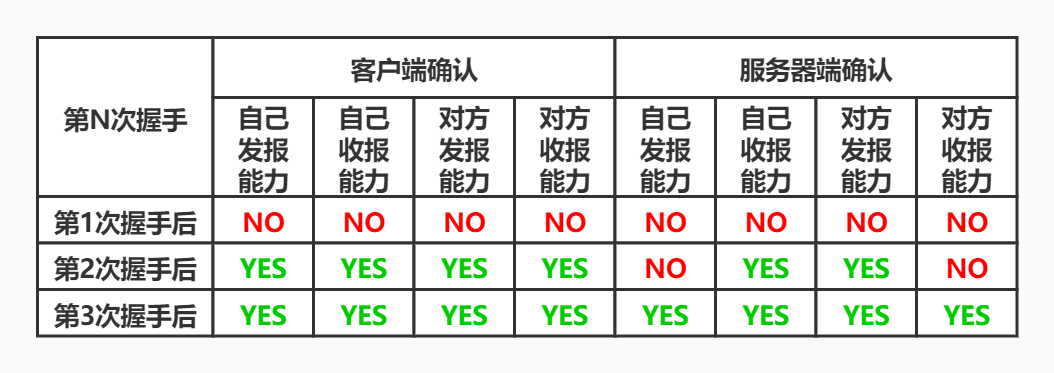 客户端确认 服务器端确认
第N次握手
自己 自己 对方 对方 自己 自己 对方 对方
发报 收报 发报 收报 发报 收报 发报 收报
能力 能力 能力 能力 能力 能力 能力 能力
第1次握手后 NO NO NO NO NO NO NO NO
第2次握手后 YES YES YES YES NO YES YES NO
第3次握手后 YES YES YES YES YES YES YES YES